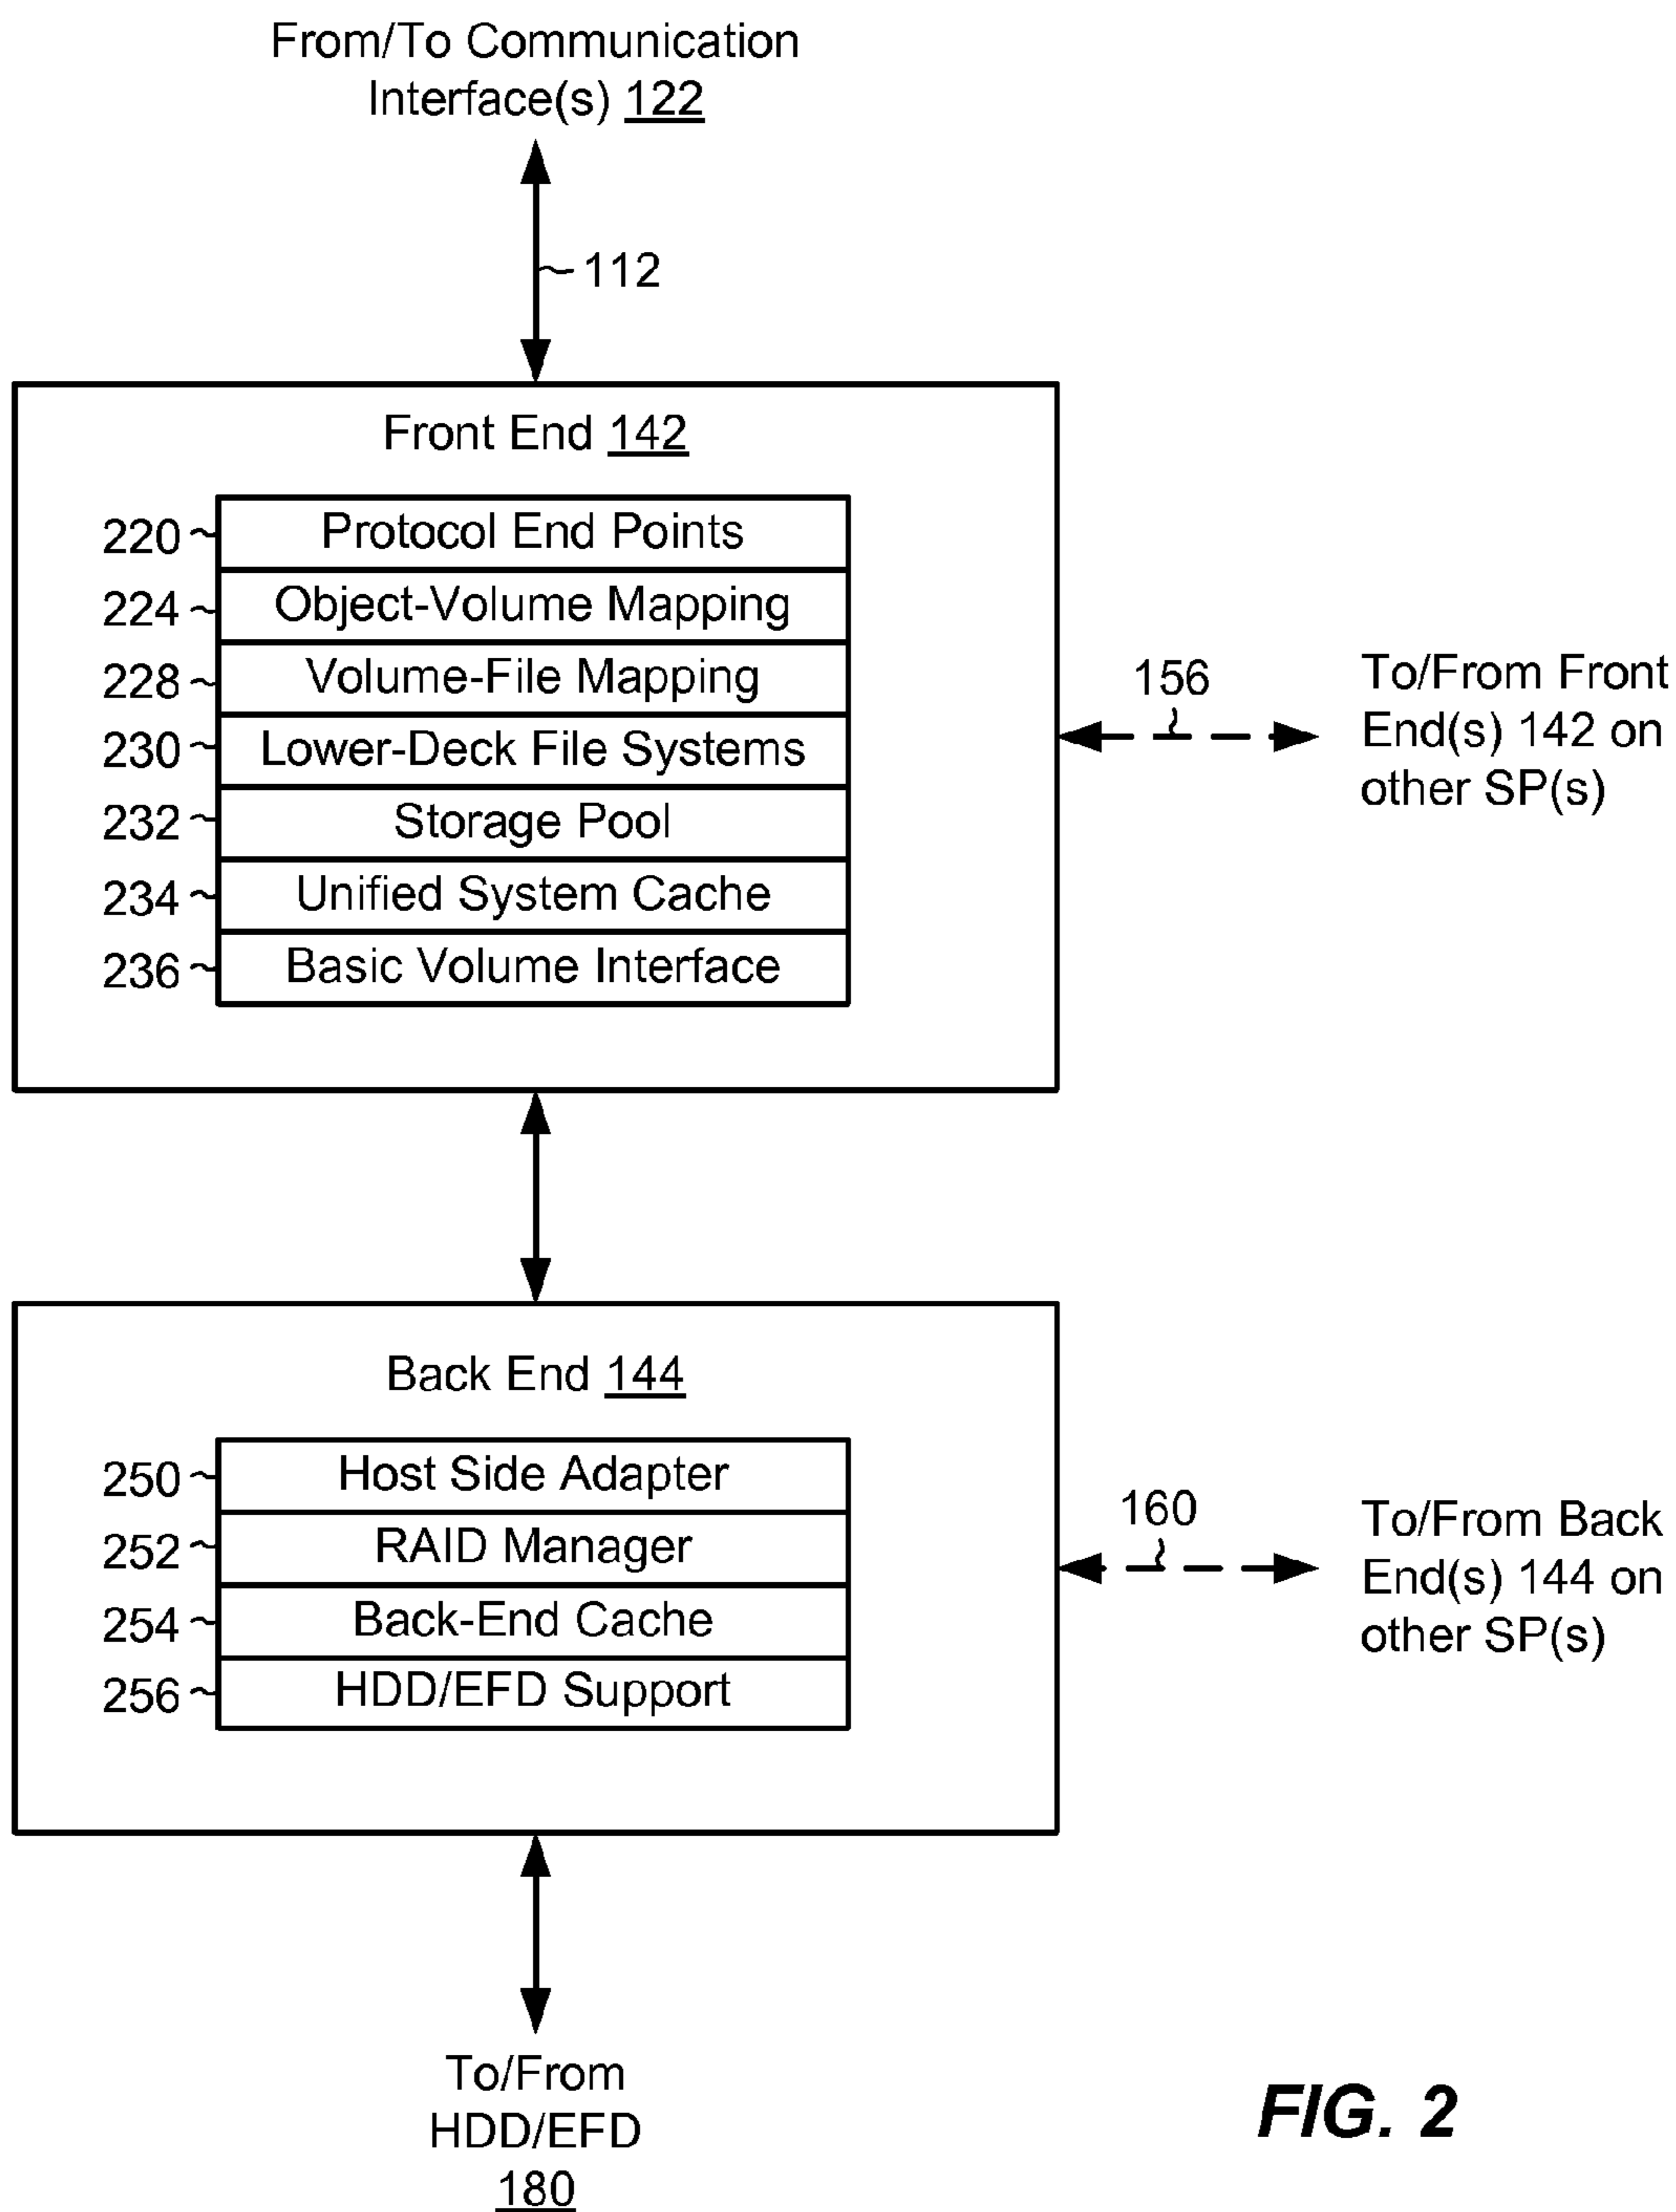 From/To Communication
Interface(s) 122
112
Front End 142
220 Protocol End Points
224 Object-Volume Mapping
228 Volume-File Mapping
230 Lower-Deck File Systems
232 Storage Pool
234 Unified System Cache
236 Basic Volume Interface
156
To/From Front
End(s) 142 on
other SP(s)
Back End 144
250 Host Side Adapter
252 RAID Manager
254 Back-End Cache
256 HDD/EFD Support
160
To/From Back
End(s) 144 on
other SP(s)
To/From
HDD/EFD
180
FIG. 2